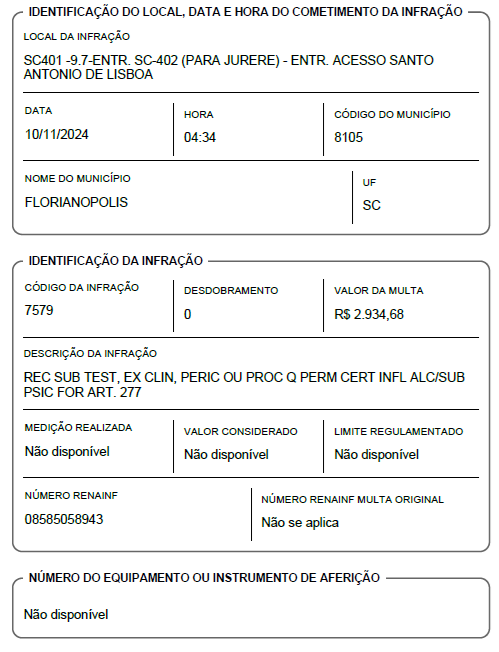 IDENTIFICAÇÃO DO LOCAL, DATA E HORA DO COMETIMENTO DA INFRAÇÃO
LOCAL DA INFRAÇÃO
SC401 -9.7-ENTR. SC-402 (PARA JURERE) - ENTR. ACESSO SANTO
ANTONIO DE LISBOA
DATA
10/11/2024
HORA
04:34
CÓDIGO DO MUNICÍPIO
8105
NOME DO MUNICÍPIO
FLORIANOPOLIS
UF
SC
IDENTIFICAÇÃO DA INFRAÇÃO
CÓDIGO DA INFRAÇÃO
7579
DESDOBRAMENTO
0
VALOR DA MULTA
R$ 2.934,68
DESCRIÇÃO DA INFRAÇÃO
REC SUB TEST, EX CLIN, PERIC OU PROC Q PERM CERT INFL ALC/SUB
PSIC FOR ART. 277
MEDIÇÃO REALIZADA
Não disponível
VALOR CONSIDERADO
Não disponível
LIMITE REGULAMENTADO
Não disponível
NÚMERO RENAINF
08585058943
NÚMERO RENAINF MULTA ORIGINAL
Não se aplica
NÚMERO DO EQUIPAMENTO OU INSTRUMENTO DE AFERIÇÃO
Não disponível